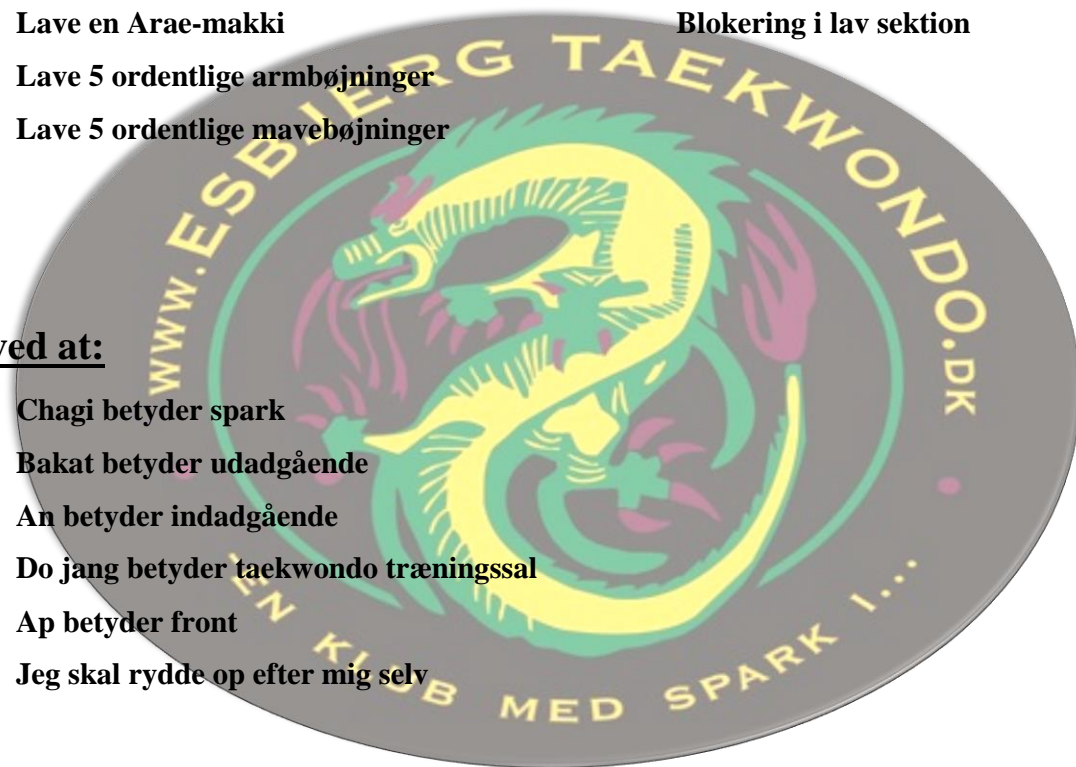 Lave en Arae-makki Blokering i lav sektion
Lave 5 ordentlige armbøjninger
Lave 5 ordentlige mavebøjninger
WWW.ESBJERG TAEKWONDO.DK
ved at:
Chagi betyder spark
Bakat betyder udadgående
An betyder indadgående
Do jang betyder taekwondo træningssal
Ap betyder front
Jeg skal rydde op efter mig selv
EN KLUB MED SPARK I...